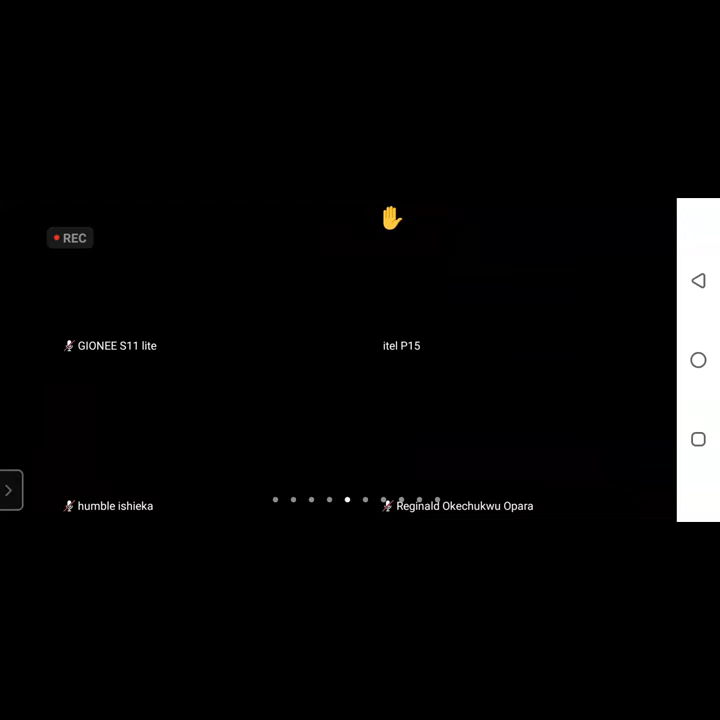 REC
GIONEE S11 lite
itel P15
humble ishieka
Reginald Okechukwu Opara